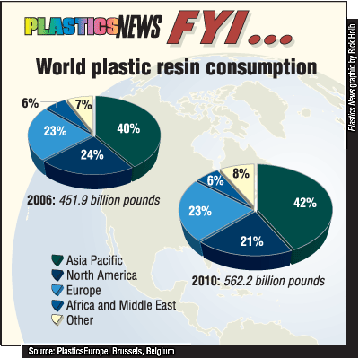 PLASTICSNEWS FYI...
World plastic resin consumption
6%
7%
40%
23%
24%
2006: 451.9 billion pounds
6%
8%
42%
23%
21%
2010: 562.2 billion pounds
Asia Pacific
North America
Europe
Africa and Middle East
Other
Source: PlasticsEurope, Brussels, Belgium
Plastics News graphic by Rick Heth